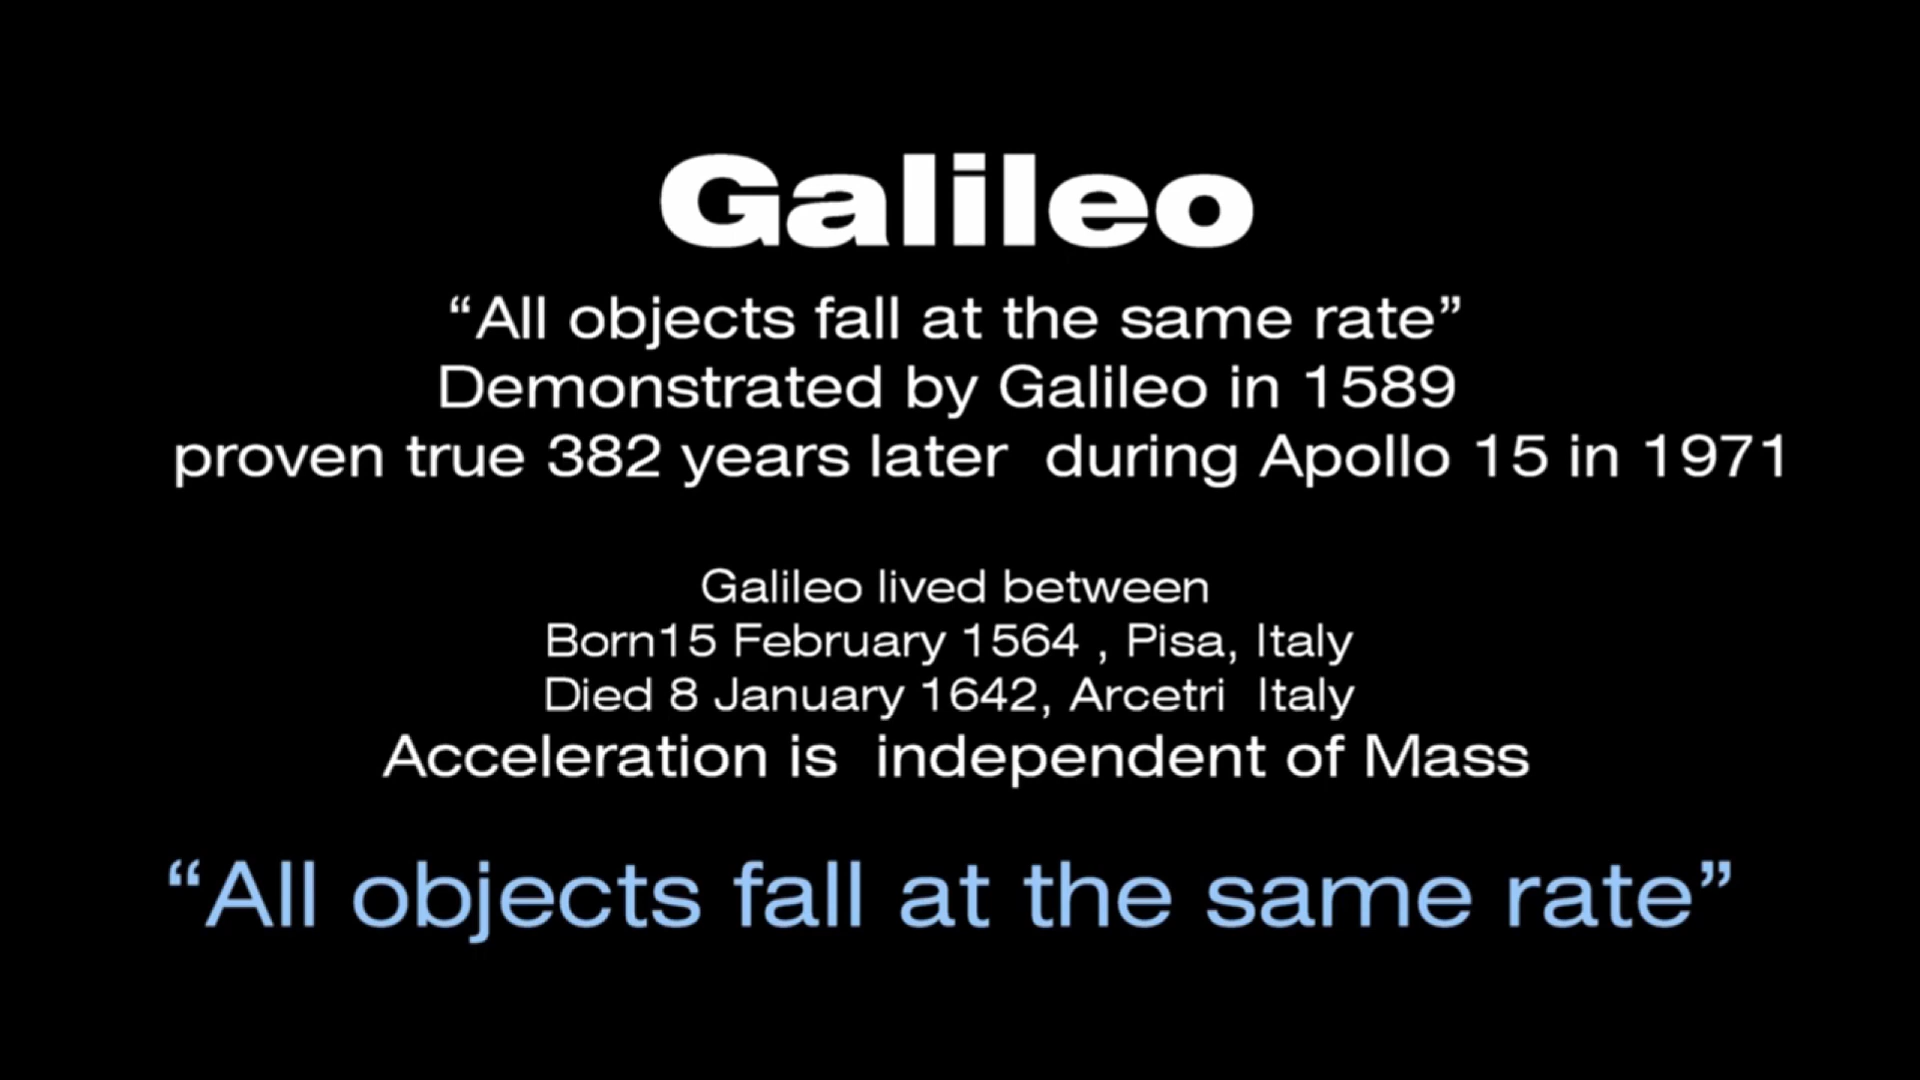 Galileo
“All objects fall at the same rate”
Demonstrated by Galileo in 1589
proven true 382 years later  during Apollo 15 in 1971
Galileo lived between
Born15 February 1564 , Pisa, Italy
Died 8 January 1642, Arcetri  Italy
Acceleration is  independent of Mass
“All objects fall at the same rate”